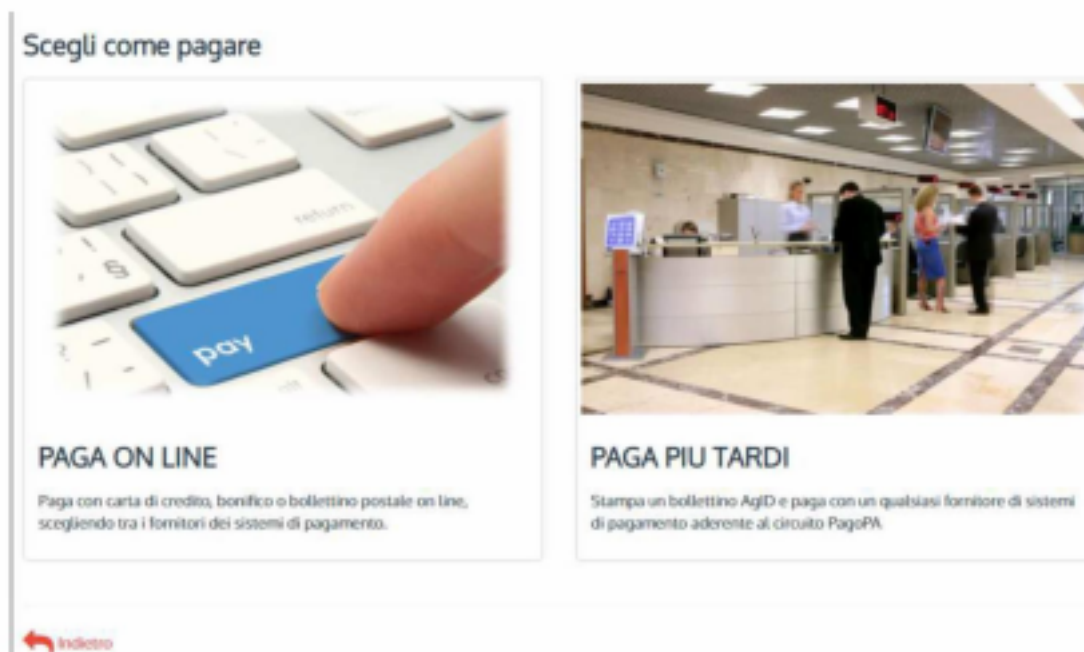 Scegli come pagare
return
§
pay
PAGA ON LINE
Paga con carta di credito, bonifico o bollettino postale on line,
scegliendo tra i fornitori dei sistemi di pagamento.
PAGA PIU TARDI
Stampa un bollettino AgID e paga con un qualsiasi fornitore di sistemi
di pagamento aderente al circuito PagoPA
Indietro